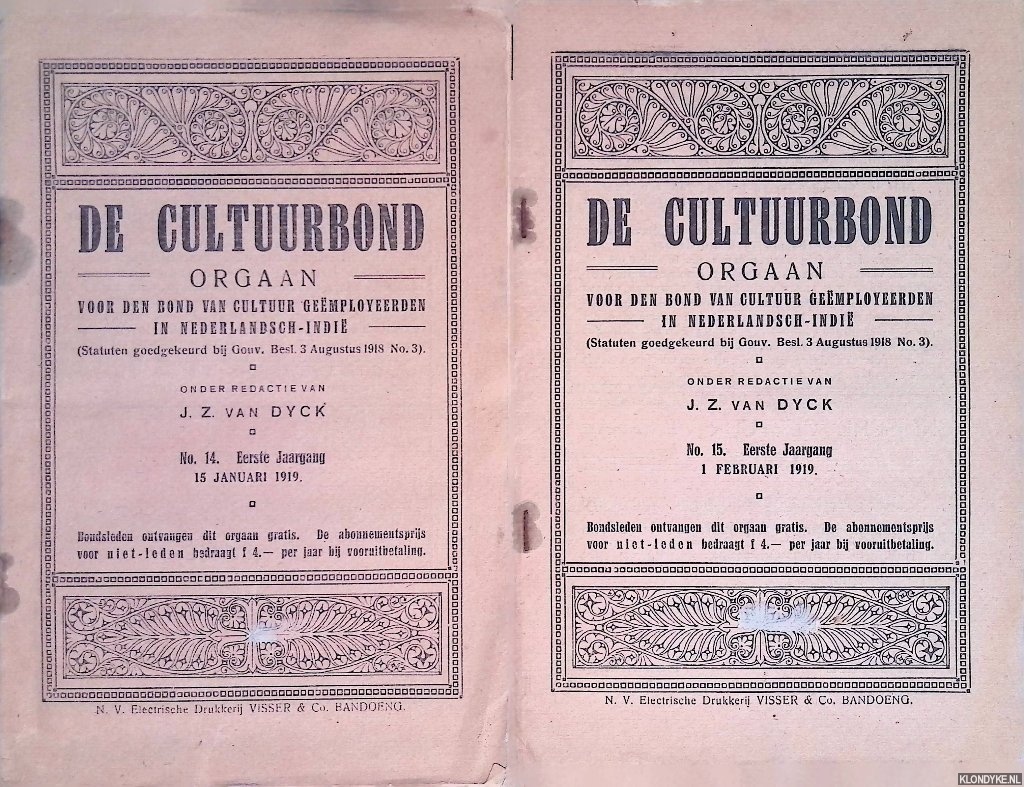 DE CULTUURBOND
ORGAAN
VOOR DEN BOND VAN CULTUUR GEËMPLOYEERDEN
IN NEDERLANDSCH-INDIË
(Statuten goedgekeurd bij Gouv. Besl. 3 Augustus 1918 No. 3).
ONDER REDACTIE VAN
J. Z. VAN DYCK
No. 14. Eerste Jaargang
15 JANUARI 1919.
Bondsleden ontvangen dit orgaan gratis. De abonnementsprijs
voor niet-leden bedraagt f 4.— per jaar bij vooruitbetaling.
N. V. Electrische Drukkerij VISSER & Co. BANDOENG.
DE CULTUURBOND
ORGAAN
VOOR DEN BOND VAN CULTUUR GEËMPLOYEERDEN
IN NEDERLANDSCH-INDIË
(Statuten goedgekeurd bij Gouv. Besl. 3 Augustus 1918 No. 3).
ONDER REDACTIE VAN
J. Z. VAN DYCK
No. 15. Eerste Jaargang
1 FEBRUARI 1919.
Bondsleden ontvangen dit orgaan gratis. De abonnementsprijs
voor niet-leden bedraagt f 4.— per jaar bij vooruitbetaling.
N. V. Electrische Drukkerij VISSER & Co. BANDOENG.
KLONDYKE.NL